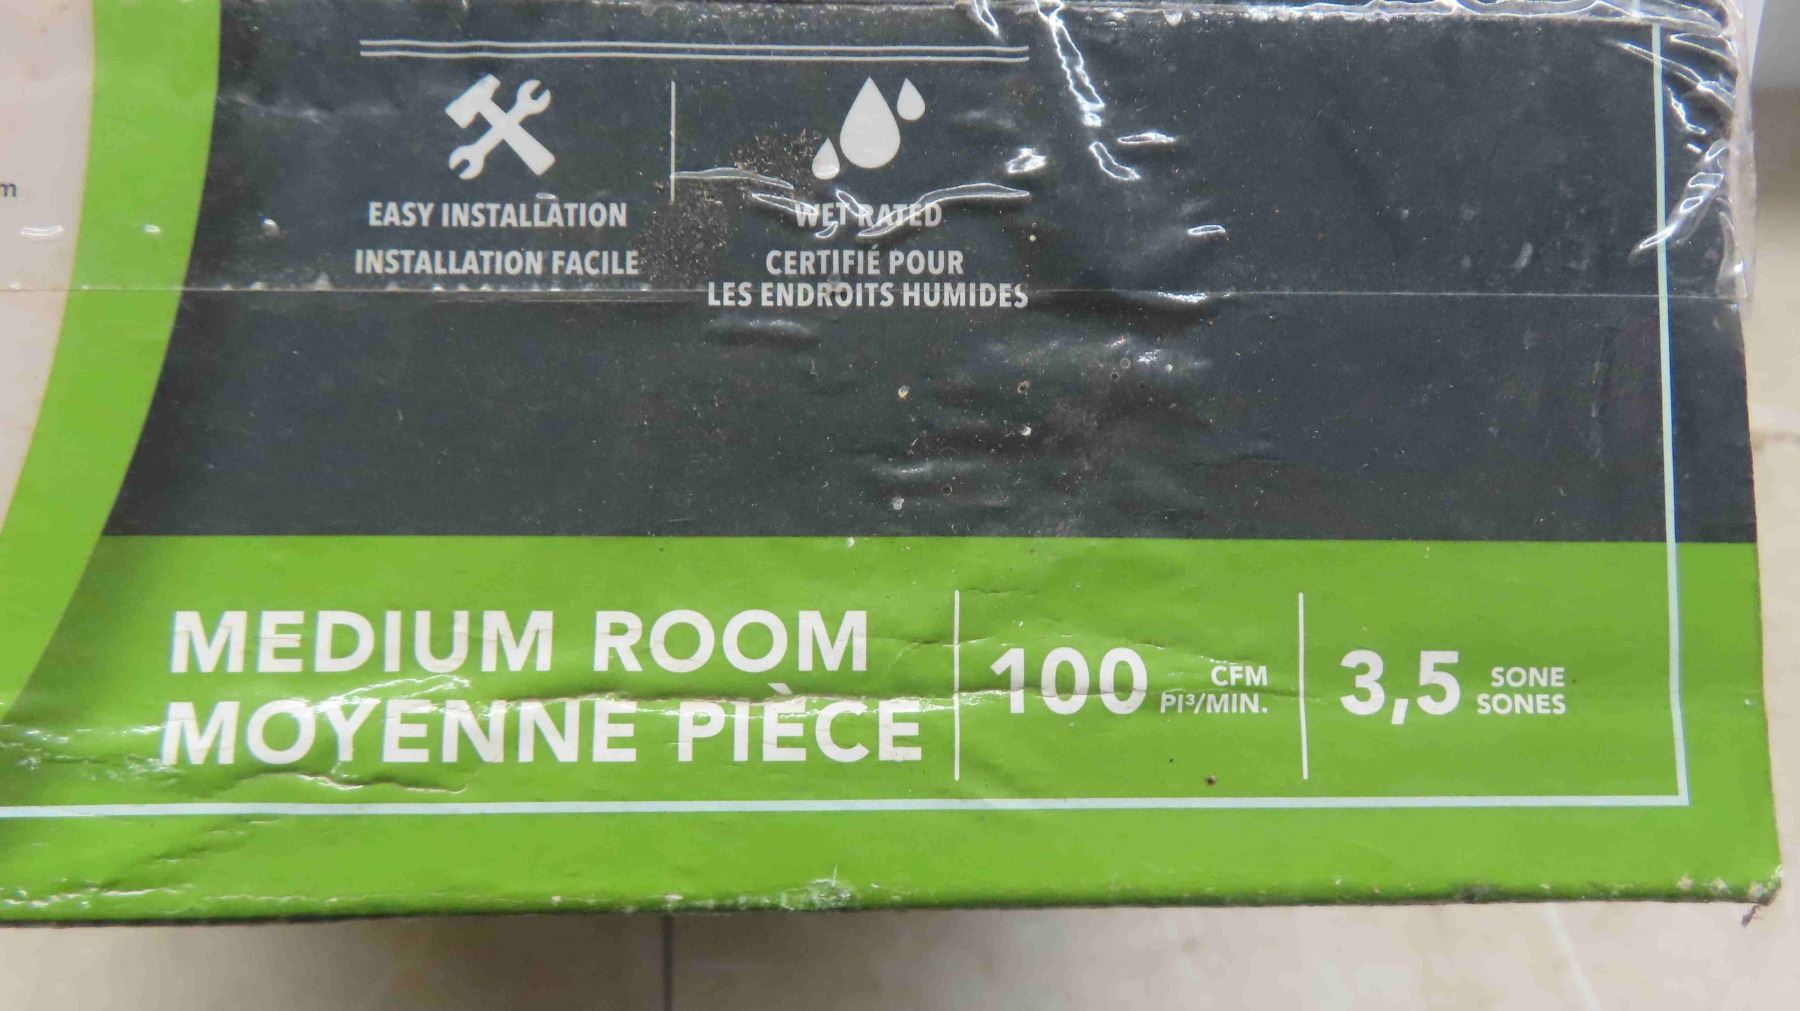 m
EASY INSTALLATION
INSTALLATION FACILE
WET RATED
CERTIFIÉ POUR
LES ENDROITS HUMIDES
MEDIUM ROOM
MOYENNE PIÈCE
100 CFM
PI³/MIN.
3,5 SONE
SONES